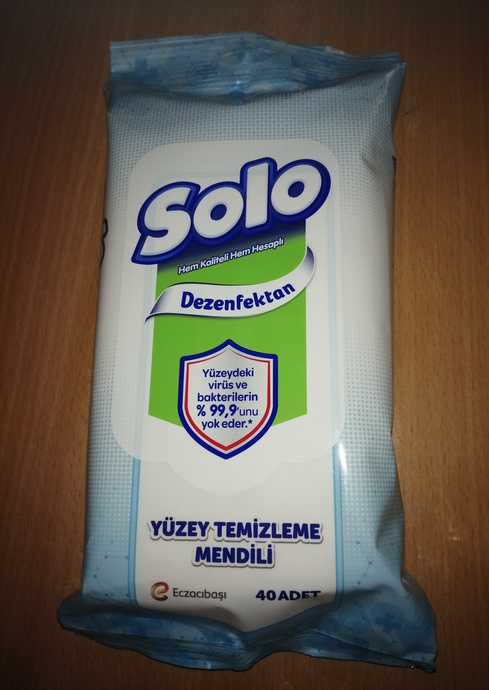 Solo
Hem Kaliteli Hem Hesaplı
Dezenfektan
Yüzeydeki
virüs ve
bakterilerin
% 99,9'unu
yok eder.*
YÜZEY TEMİZLEME
MENDİLİ
Eczacıbaşı
40 ADET